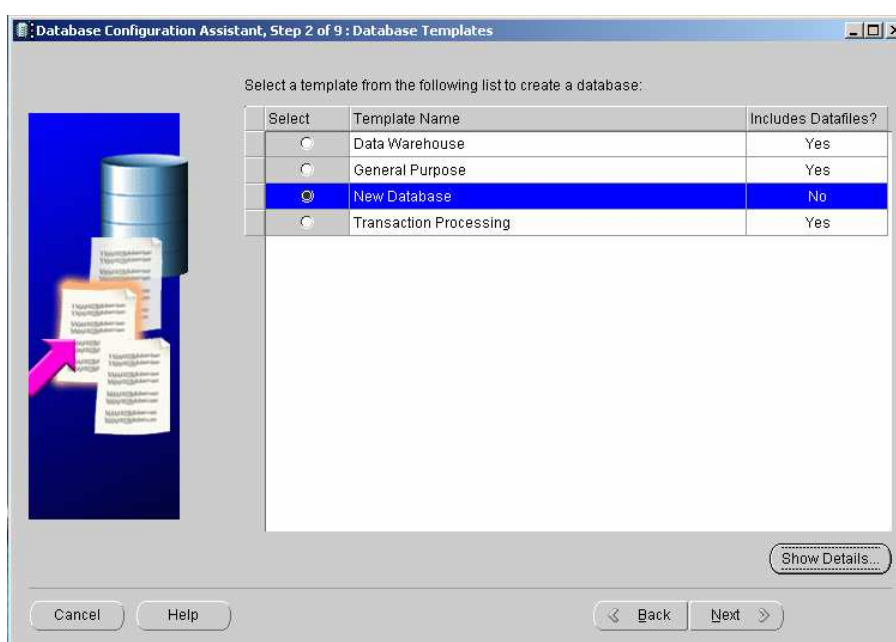 Database Configuration Assistant, Step 2 of 9 : Database Templates
Select a template from the following list to create a database:
Select Template Name Includes Datafiles?
Data Warehouse Yes
General Purpose Yes
New Database No
Transaction Processing Yes
Show Details...
Cancel Help Back Next